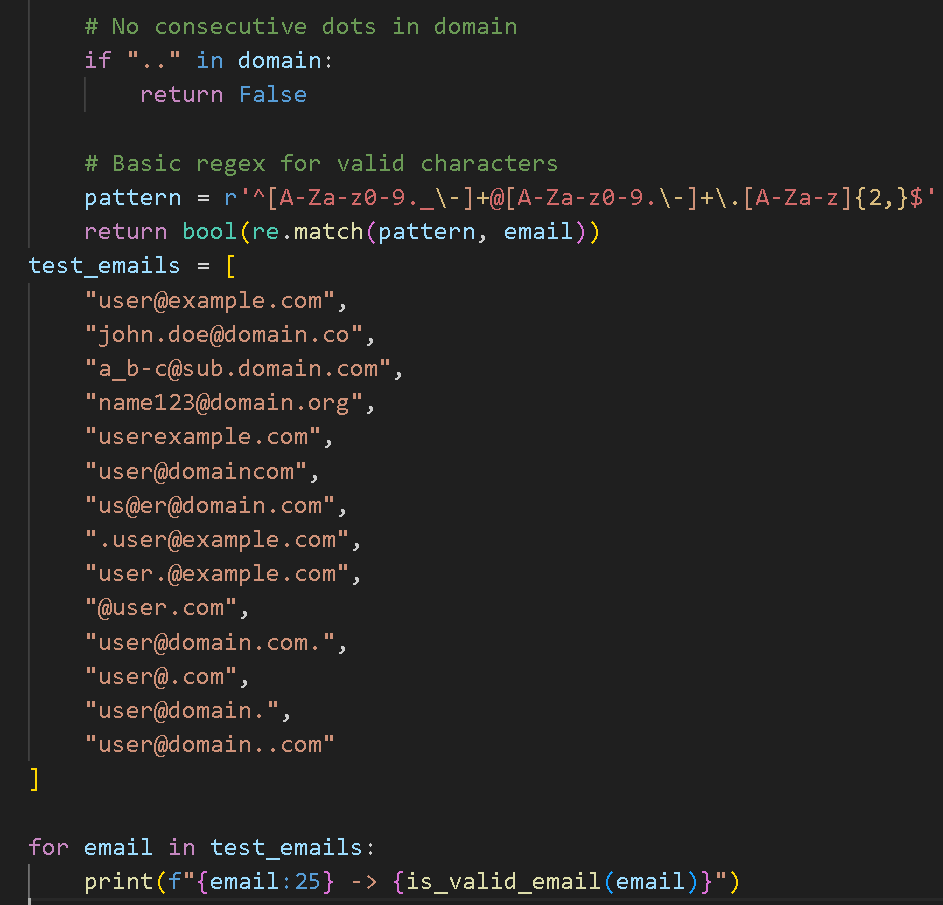 # No consecutive dots in domain
if ".." in domain:
return False
# Basic regex for valid characters
pattern = r'^[A-Za-z0-9._\-]+@[A-Za-z0-9.\-]+\.[A-Za-z]{2,}$'
return bool(re.match(pattern, email))
test_emails = [
"user@example.com",
"john.doe@domain.co",
"a_b-c@sub.domain.com",
"name123@domain.org",
"userexample.com",
"user@domaincom",
"us@er@domain.com",
".user@example.com",
"user.@example.com",
"@user.com",
"user@domain.com.",
"user@.com",
"user@domain.",
"user@domain..com"
]
for email in test_emails:
print(f"{email:25} -> {is_valid_email(email)}")